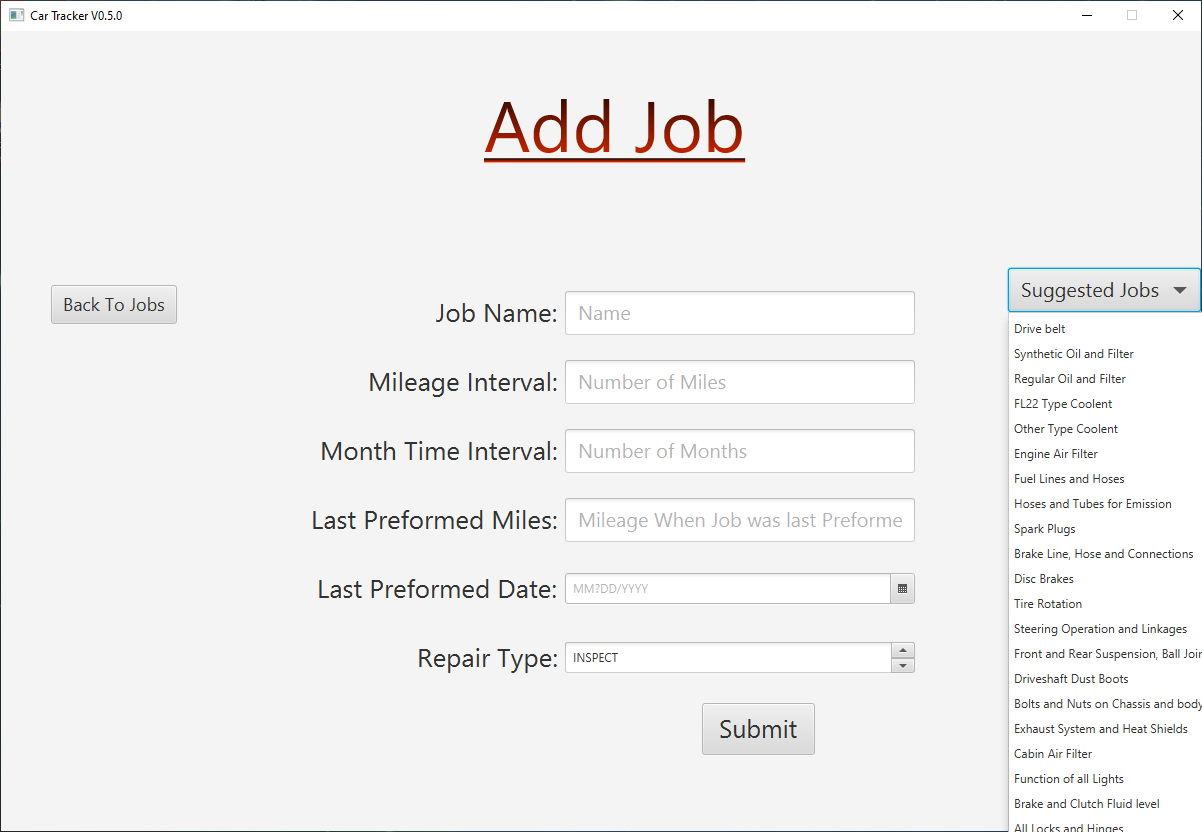 Car Tracker V0.5.0
Add Job
Back To Jobs
Job Name:
Name
Mileage Interval:
Number of Miles
Month Time Interval:
Number of Months
Last Preformed Miles:
Mileage When Job was last Preforme
Last Preformed Date:
MM?DD/YYYY
Repair Type:
INSPECT
Submit
Suggested Jobs
Drive belt
Synthetic Oil and Filter
Regular Oil and Filter
FL22 Type Coolent
Other Type Coolent
Engine Air Filter
Fuel Lines and Hoses
Hoses and Tubes for Emission
Spark Plugs
Brake Line, Hose and Connections
Disc Brakes
Tire Rotation
Steering Operation and Linkages
Front and Rear Suspension, Ball Join
Driveshaft Dust Boots
Bolts and Nuts on Chassis and body
Exhaust System and Heat Shields
Cabin Air Filter
Function of all Lights
Brake and Clutch Fluid level
All Locks and Hinges